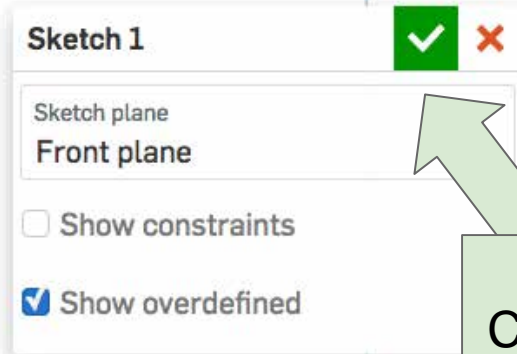 Sketch 1
Sketch plane
Front plane
Show constraints
Show overdefined